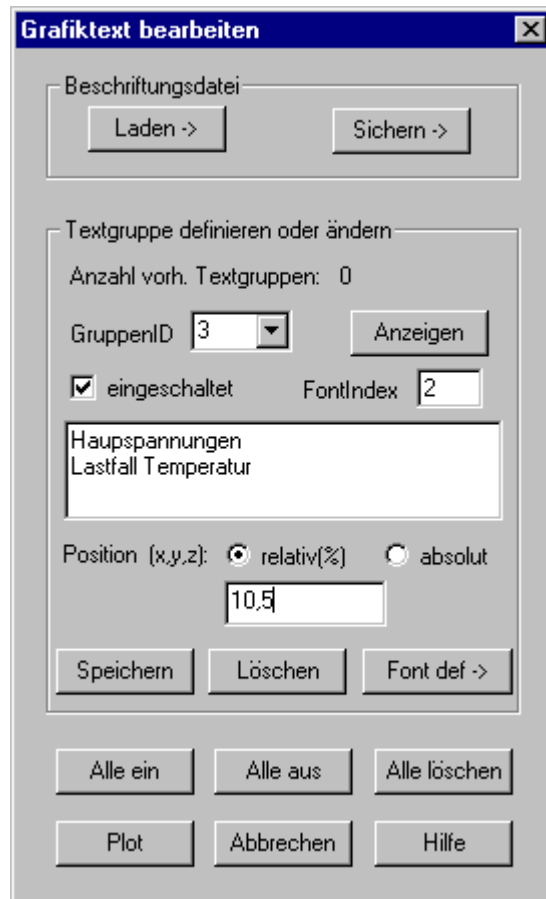 Grafiktext bearbeiten
Beschriftungsdatei
Laden -> Sichern ->
Textgruppe definieren oder ändern
Anzahl vorh. Textgruppen: 0
GruppenID 3 Anzeigen
eingeschaltet FontIndex 2
Haupspannungen
Lastfall Temperatur
Position (x,y,z): relativ(%) absolut
10,5
Speichern Löschen Font def ->
Alle ein Alle aus Alle löschen
Plot Abbrechen Hilfe